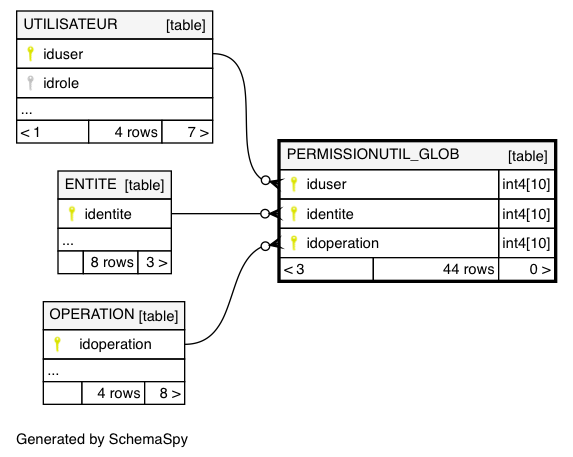 UTILISATEUR [table]
iduser
idrole
...
< 1 4 rows 7 >
PERMISSIONUTIL_GLOB [table]
iduser int4[10]
identite int4[10]
idoperation int4[10]
< 3 44 rows 0 >
ENTITE [table]
identite
...
8 rows 3 >
OPERATION [table]
idoperation
...
4 rows 8 >
Generated by SchemaSpy